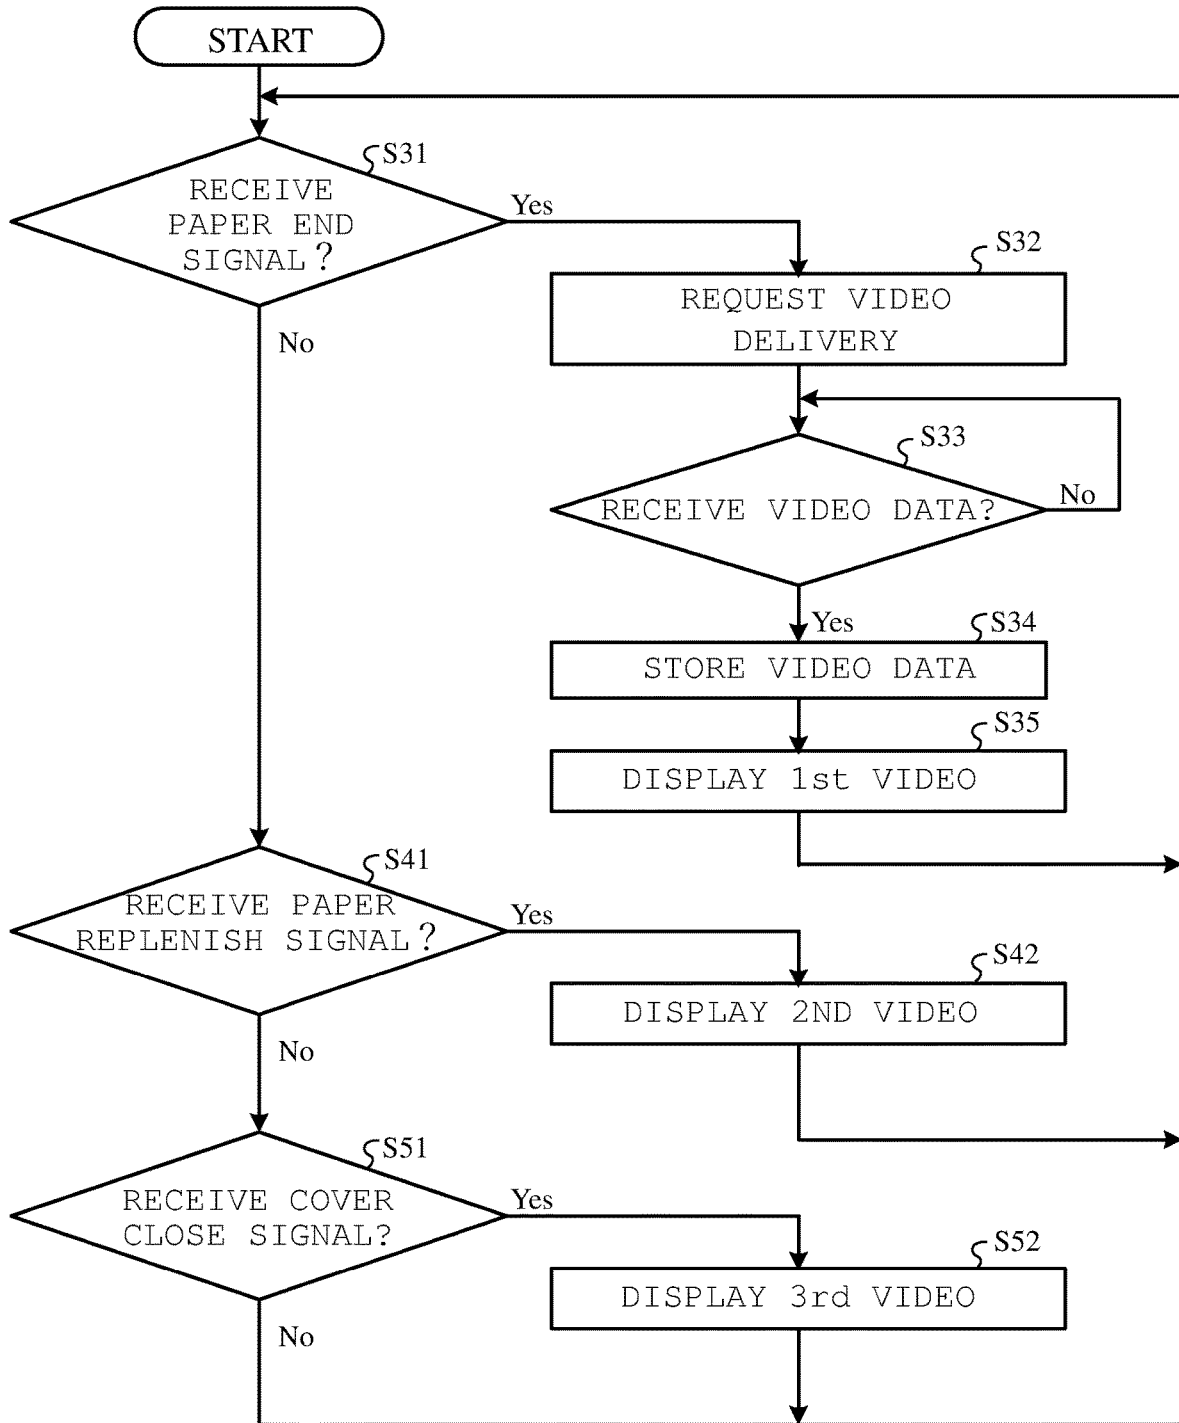 START
S31
RECEIVE
PAPER END
SIGNAL?
Yes
No
S32
REQUEST VIDEO
DELIVERY
S33
RECEIVE VIDEO DATA?
No
Yes
S34
STORE VIDEO DATA
S35
DISPLAY 1st VIDEO
S41
RECEIVE PAPER
REPLENISH SIGNAL?
Yes
No
S42
DISPLAY 2ND VIDEO
S51
RECEIVE COVER
CLOSE SIGNAL?
Yes
No
S52
DISPLAY 3rd VIDEO